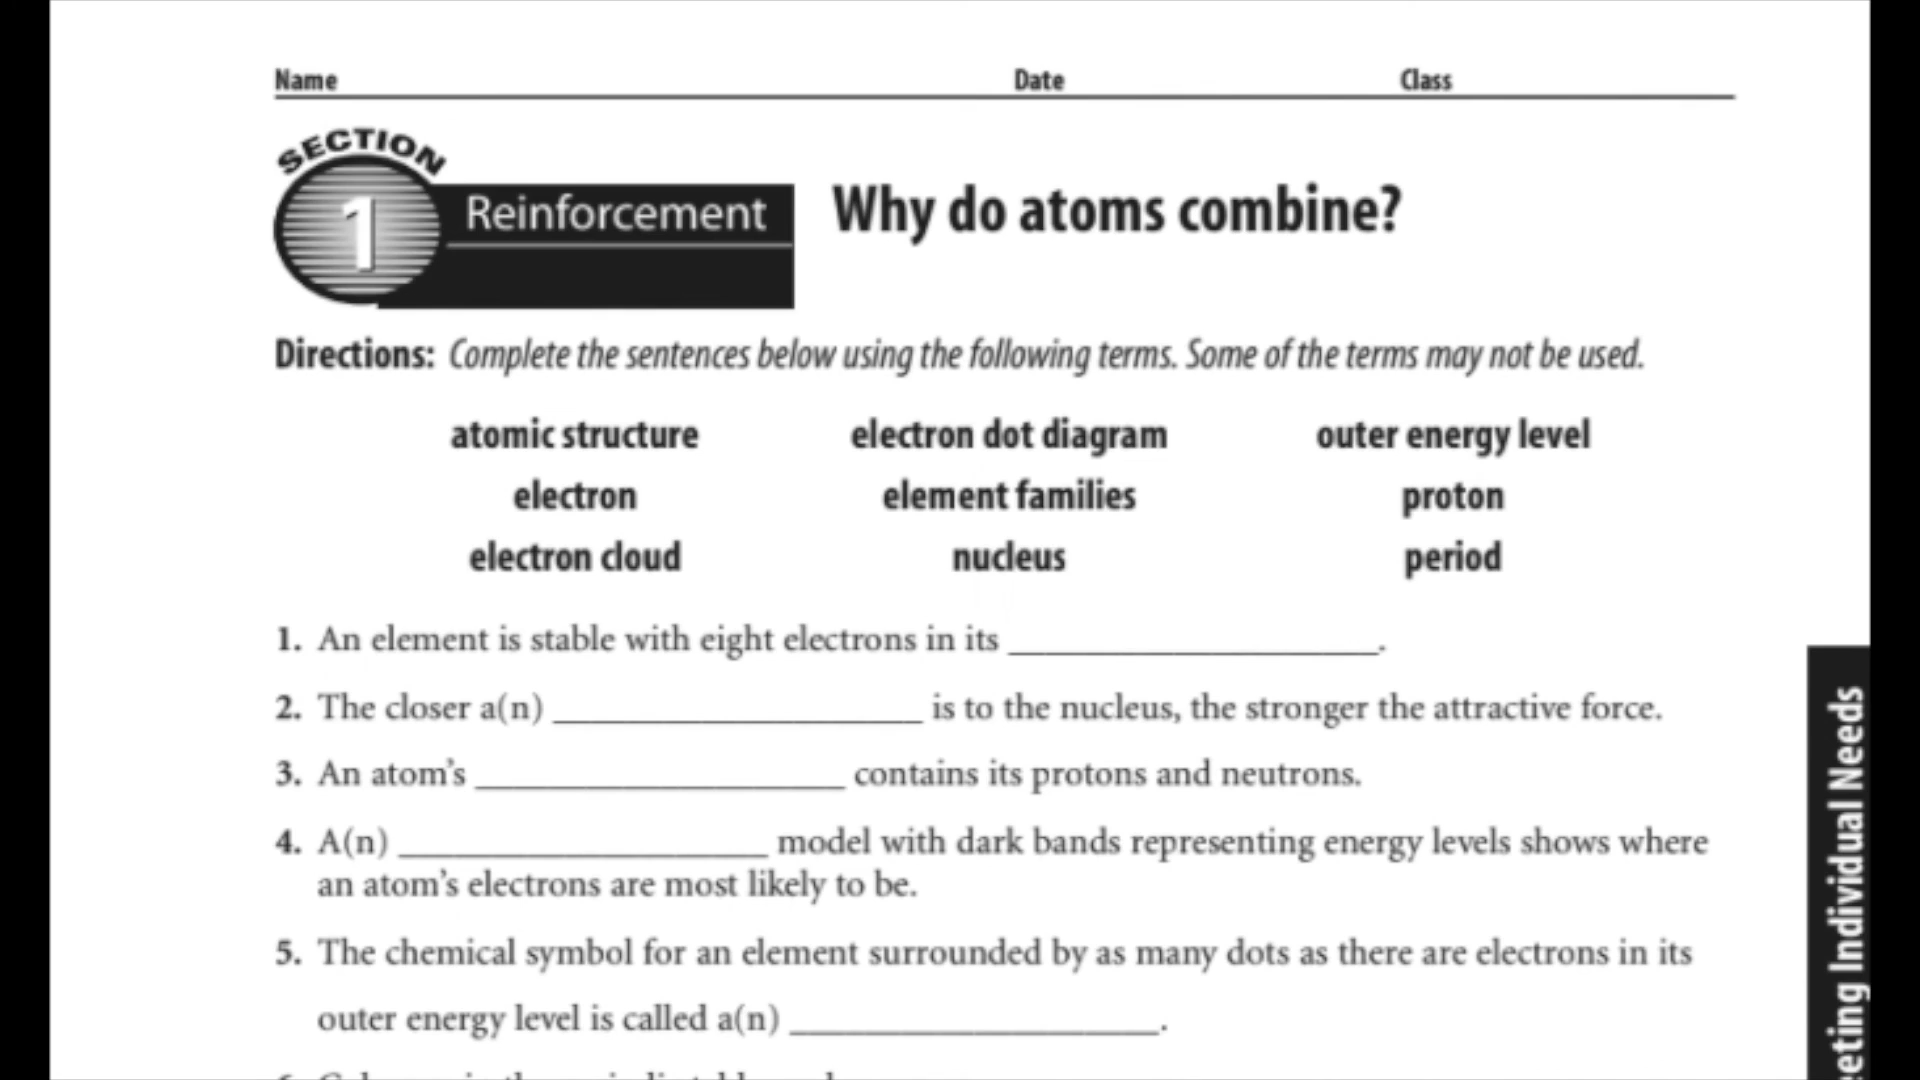 Name Date Class
SECTION
1
Reinforcement
Why do atoms combine?
Directions: Complete the sentences below using the following terms. Some of the terms may not be used.
atomic structure electron dot diagram outer energy level
electron element families proton
electron cloud nucleus period
1. An element is stable with eight electrons in its ____________________.
2. The closer a(n) ____________________ is to the nucleus, the stronger the attractive force.
3. An atom's ____________________ contains its protons and neutrons.
4. A(n) ____________________ model with dark bands representing energy levels shows where
an atom's electrons are most likely to be.
5. The chemical symbol for an element surrounded by as many dots as there are electrons in its
outer energy level is called a(n) ____________________.
Individual Needs